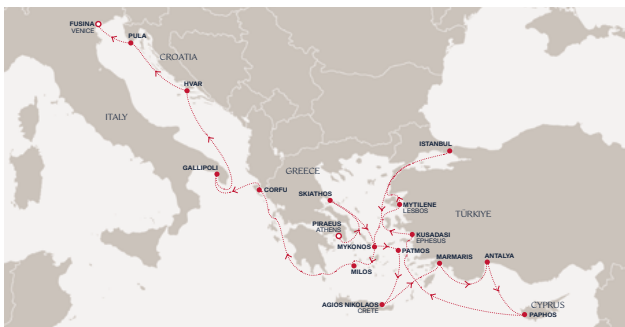 FUSINA
VENICE
PULA
CROATIA
HVAR
ITALY
ISTANBUL
GALLIPOLI
CORFU
GREECE
SKIATHOS
MYTILENE
LESBOS
TÜRKIYE
PIRAEUS
ATHENS
KUSADASI
EPHESUS
MYKONOS
PATMOS
MARMARIS
ANTALYA
MILOS
AGIOS NIKOLAOS
CRETE
CYPRUS
PAPHOS